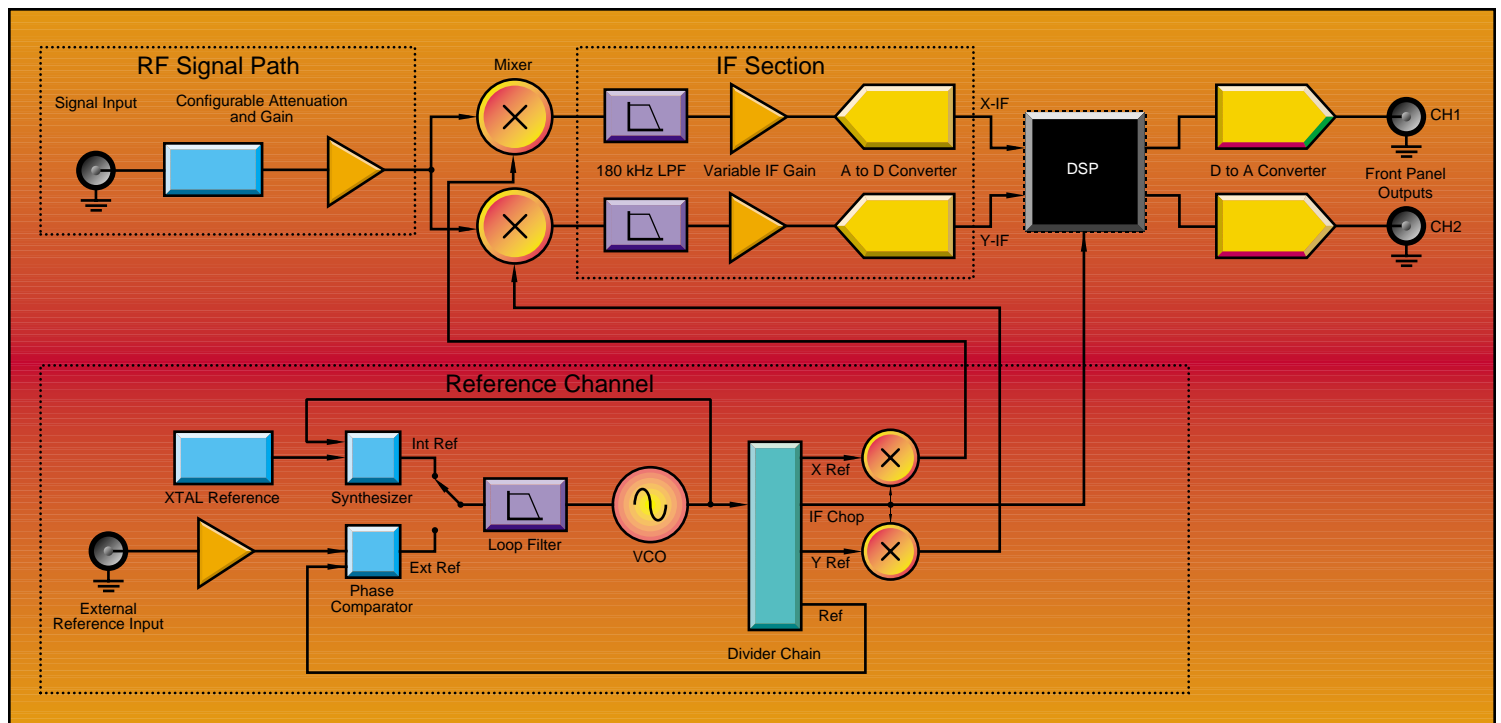 RF Signal Path
Mixer
IF Section
Signal Input
Configurable Attenuation
and Gain
X-IF
CH1
180 kHz LPF
Variable IF Gain
A to D Converter
DSP
D to A Converter
Front Panel
Outputs
Y-IF
CH2
Reference Channel
Int Ref
X Ref
XTAL Reference
Synthesizer
IF Chop
Loop Filter
VCO
Y Ref
Ext Ref
Phase
Comparator
External
Reference Input
Ref
Divider Chain